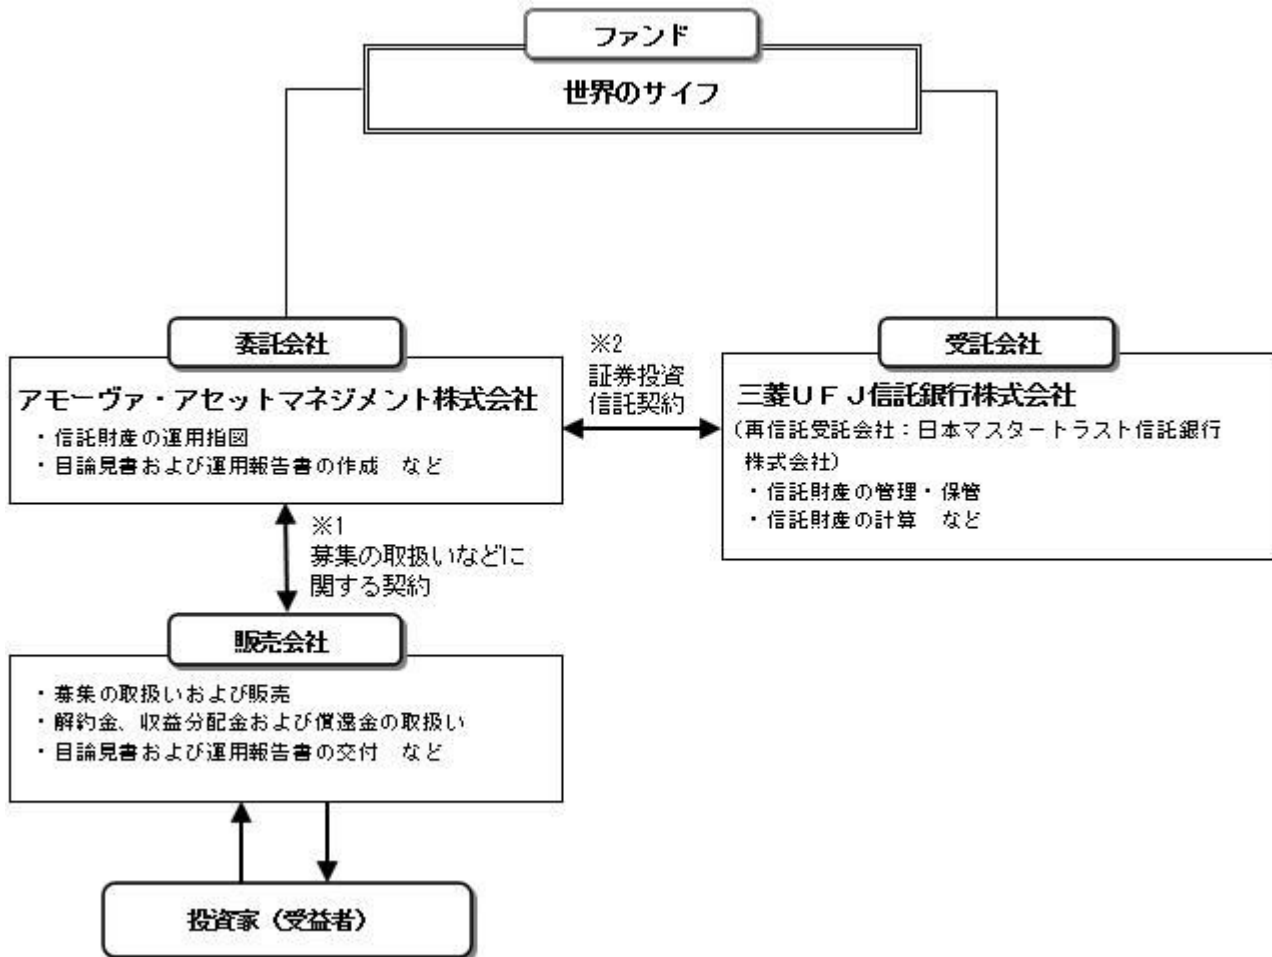 ファンド
世界のサイフ
委託会社
アモーヴァ・アセットマネジメント株式会社
・信託財産の運用指図
・目論見書および運用報告書の作成　など
※2
証券投資
信託契約
受託会社
三菱ＵＦＪ信託銀行株式会社
（再信託受託会社：日本マスタートラスト信託銀行
株式会社）
・信託財産の管理・保管
・信託財産の計算　など
※1
募集の取扱いなどに
関する契約
販売会社
・募集の取扱いおよび販売
・解約金、収益分配金および償還金の取扱い
・目論見書および運用報告書の交付　など
投資家（受益者）